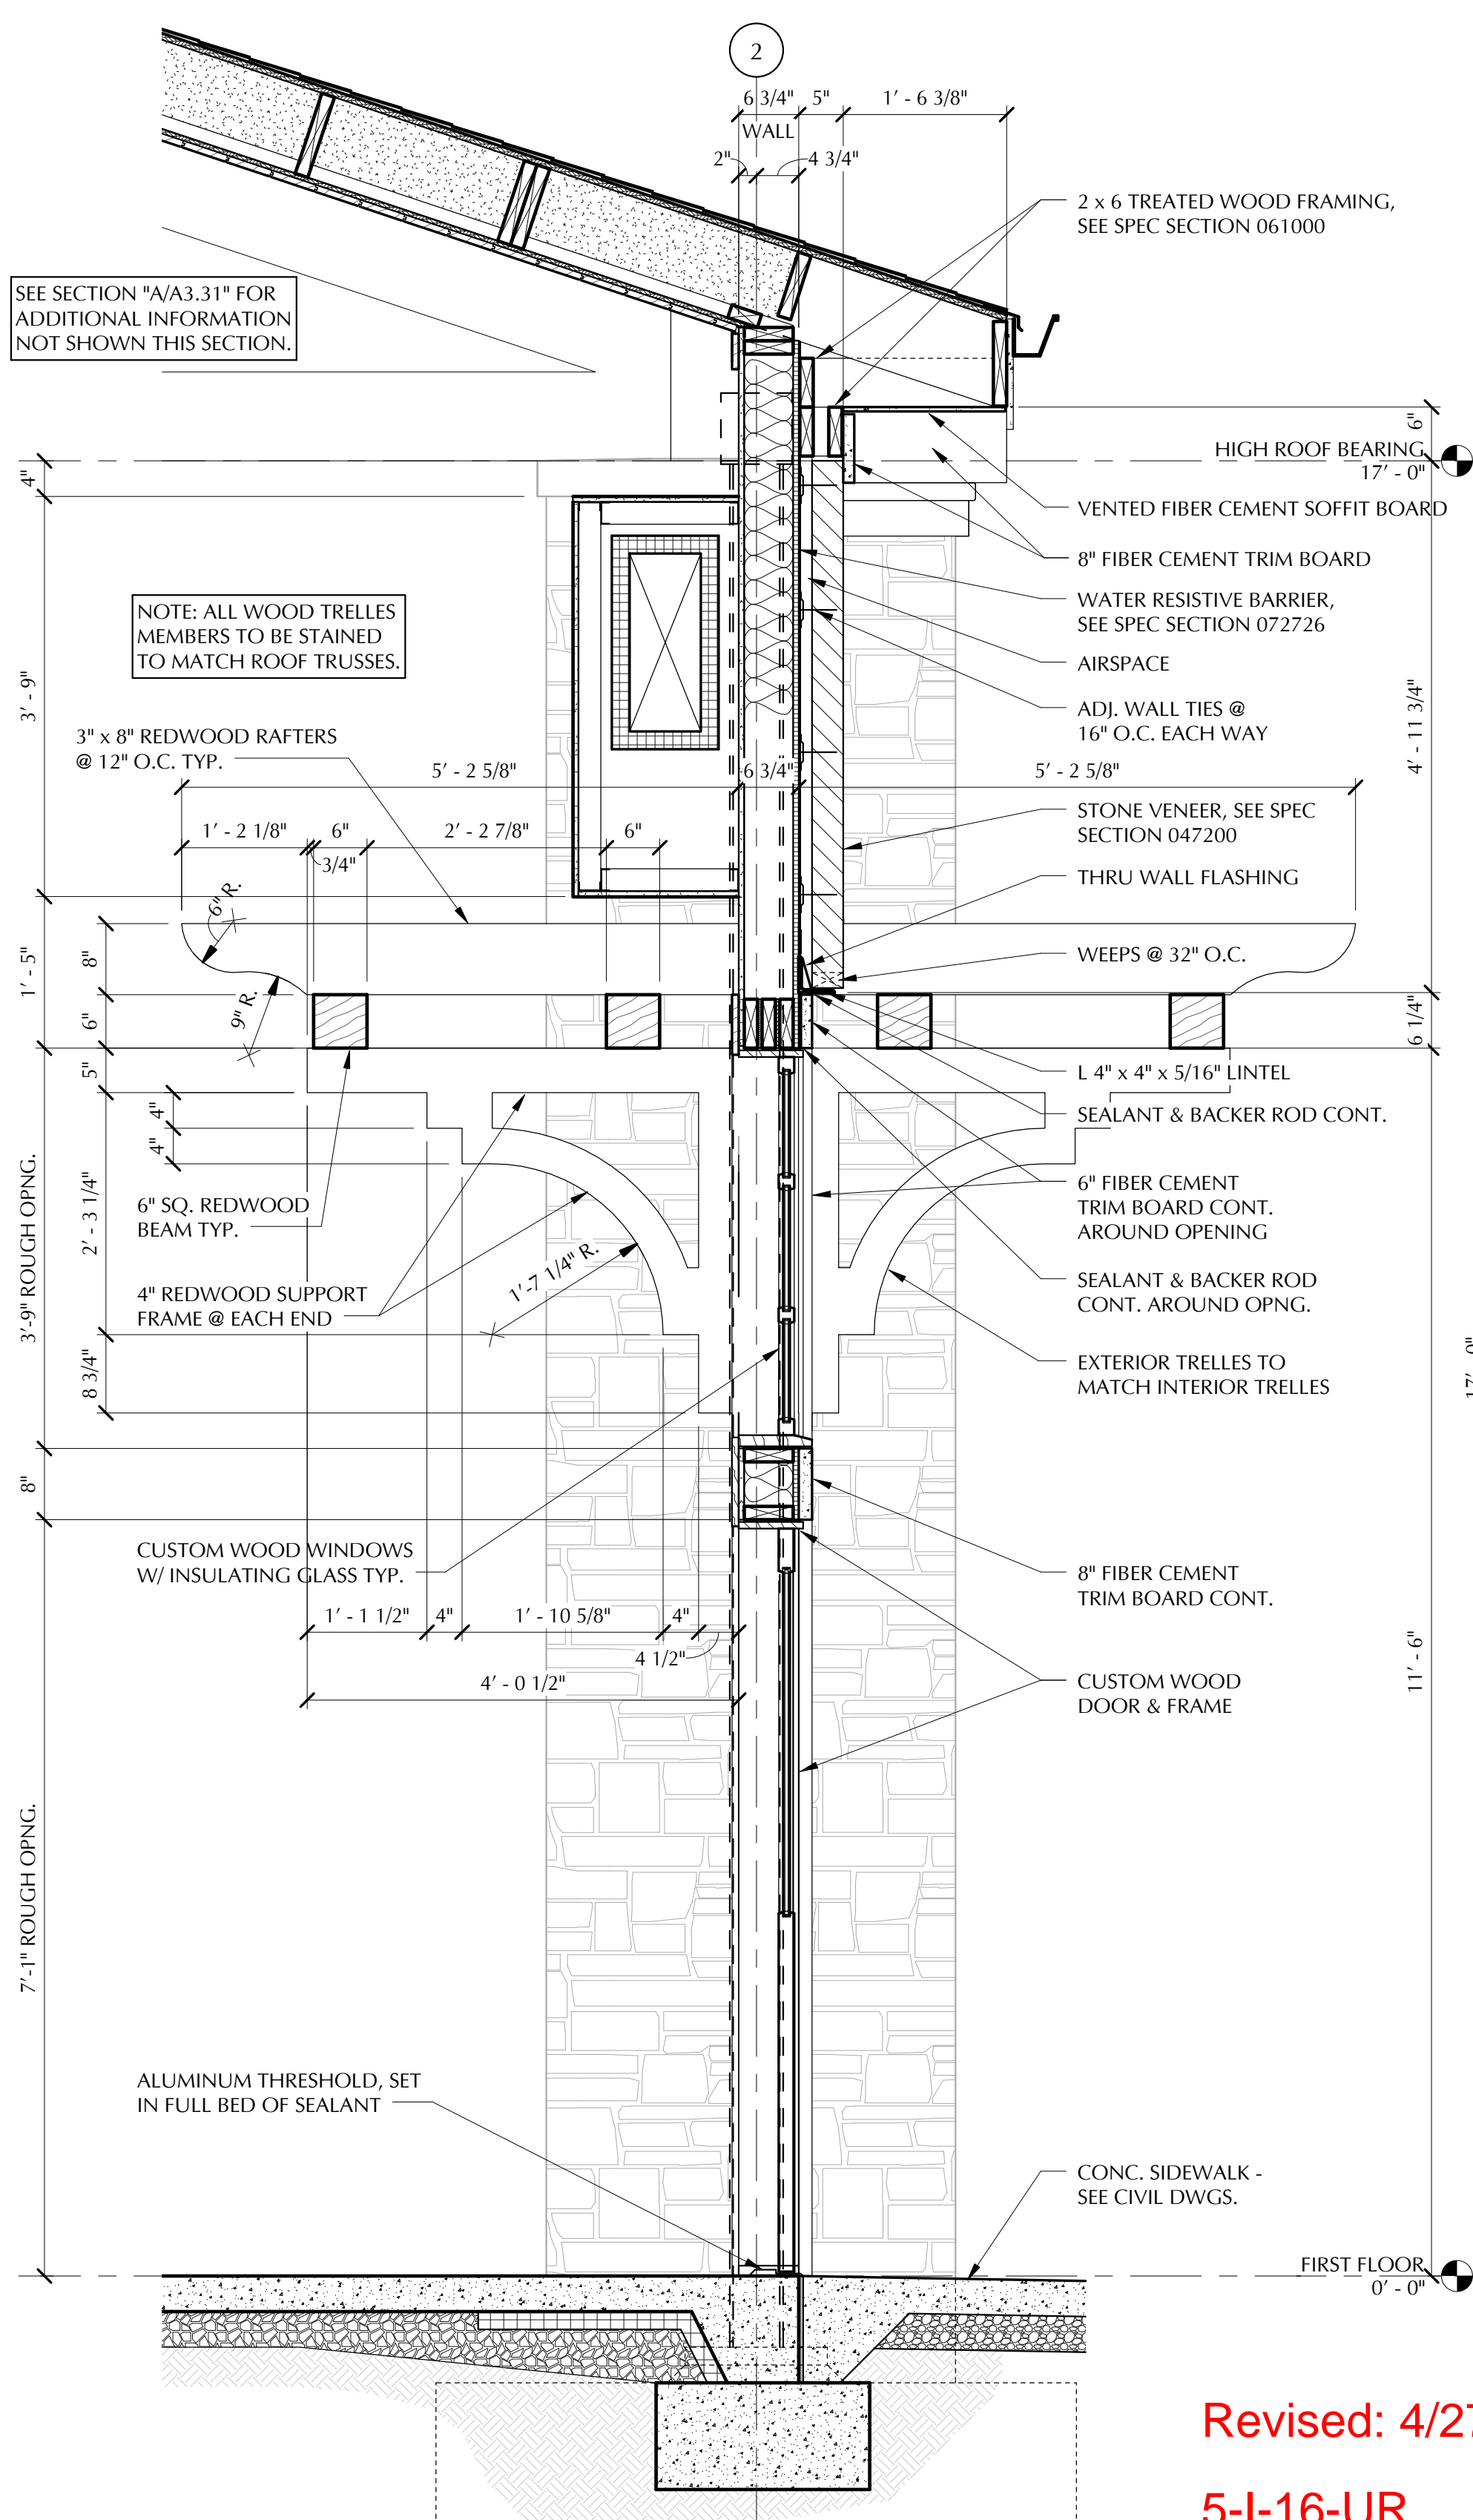 2
6 3/4" 5" 1' - 6 3/8"
WALL
2" 4 3/4"
2 x 6 TREATED WOOD FRAMING,
SEE SPEC SECTION 061000
SEE SECTION "A/A3.31" FOR
ADDITIONAL INFORMATION
NOT SHOWN THIS SECTION.
6"
HIGH ROOF BEARING
17' - 0"
4"
VENTED FIBER CEMENT SOFFIT BOARD
8" FIBER CEMENT TRIM BOARD
NOTE: ALL WOOD TRELLES
MEMBERS TO BE STAINED
TO MATCH ROOF TRUSSES.
WATER RESISTIVE BARRIER,
SEE SPEC SECTION 072726
AIRSPACE
3' - 9"
ADJ. WALL TIES @
16" O.C. EACH WAY
4' - 11 3/4"
3" x 8" REDWOOD RAFTERS
@ 12" O.C. TYP.
5' - 2 5/8" 6 3/4" 5' - 2 5/8"
STONE VENEER, SEE SPEC
SECTION 047200
1' - 2 1/8" 6" 2' - 2 7/8" 6"
3/4"
THRU WALL FLASHING
6" R.
WEEPS @ 32" O.C.
1' - 5"
8"
9" R.
6"
6 1/4"
5"
L 4" x 4" x 5/16" LINTEL
SEALANT & BACKER ROD CONT.
4"
4"
6" FIBER CEMENT
TRIM BOARD CONT.
AROUND OPENING
6" SQ. REDWOOD
BEAM TYP.
2' - 3 1/4"
3'-9" ROUGH OPNG.
1'-7 1/4" R.
SEALANT & BACKER ROD
CONT. AROUND OPNG.
4" REDWOOD SUPPORT
FRAME @ EACH END
EXTERIOR TRELLES TO
MATCH INTERIOR TRELLES
17' - 0"
8 3/4"
8"
CUSTOM WOOD WINDOWS
W/ INSULATING GLASS TYP.
8" FIBER CEMENT
TRIM BOARD CONT.
1' - 1 1/2" 4" 1' - 10 5/8" 4"
4 1/2"
4' - 0 1/2"
11' - 6"
CUSTOM WOOD
DOOR & FRAME
7'-1" ROUGH OPNG.
ALUMINUM THRESHOLD, SET
IN FULL BED OF SEALANT
CONC. SIDEWALK -
SEE CIVIL DWGS.
FIRST FLOOR
0' - 0"
Revised: 4/27
5-I-16-UR